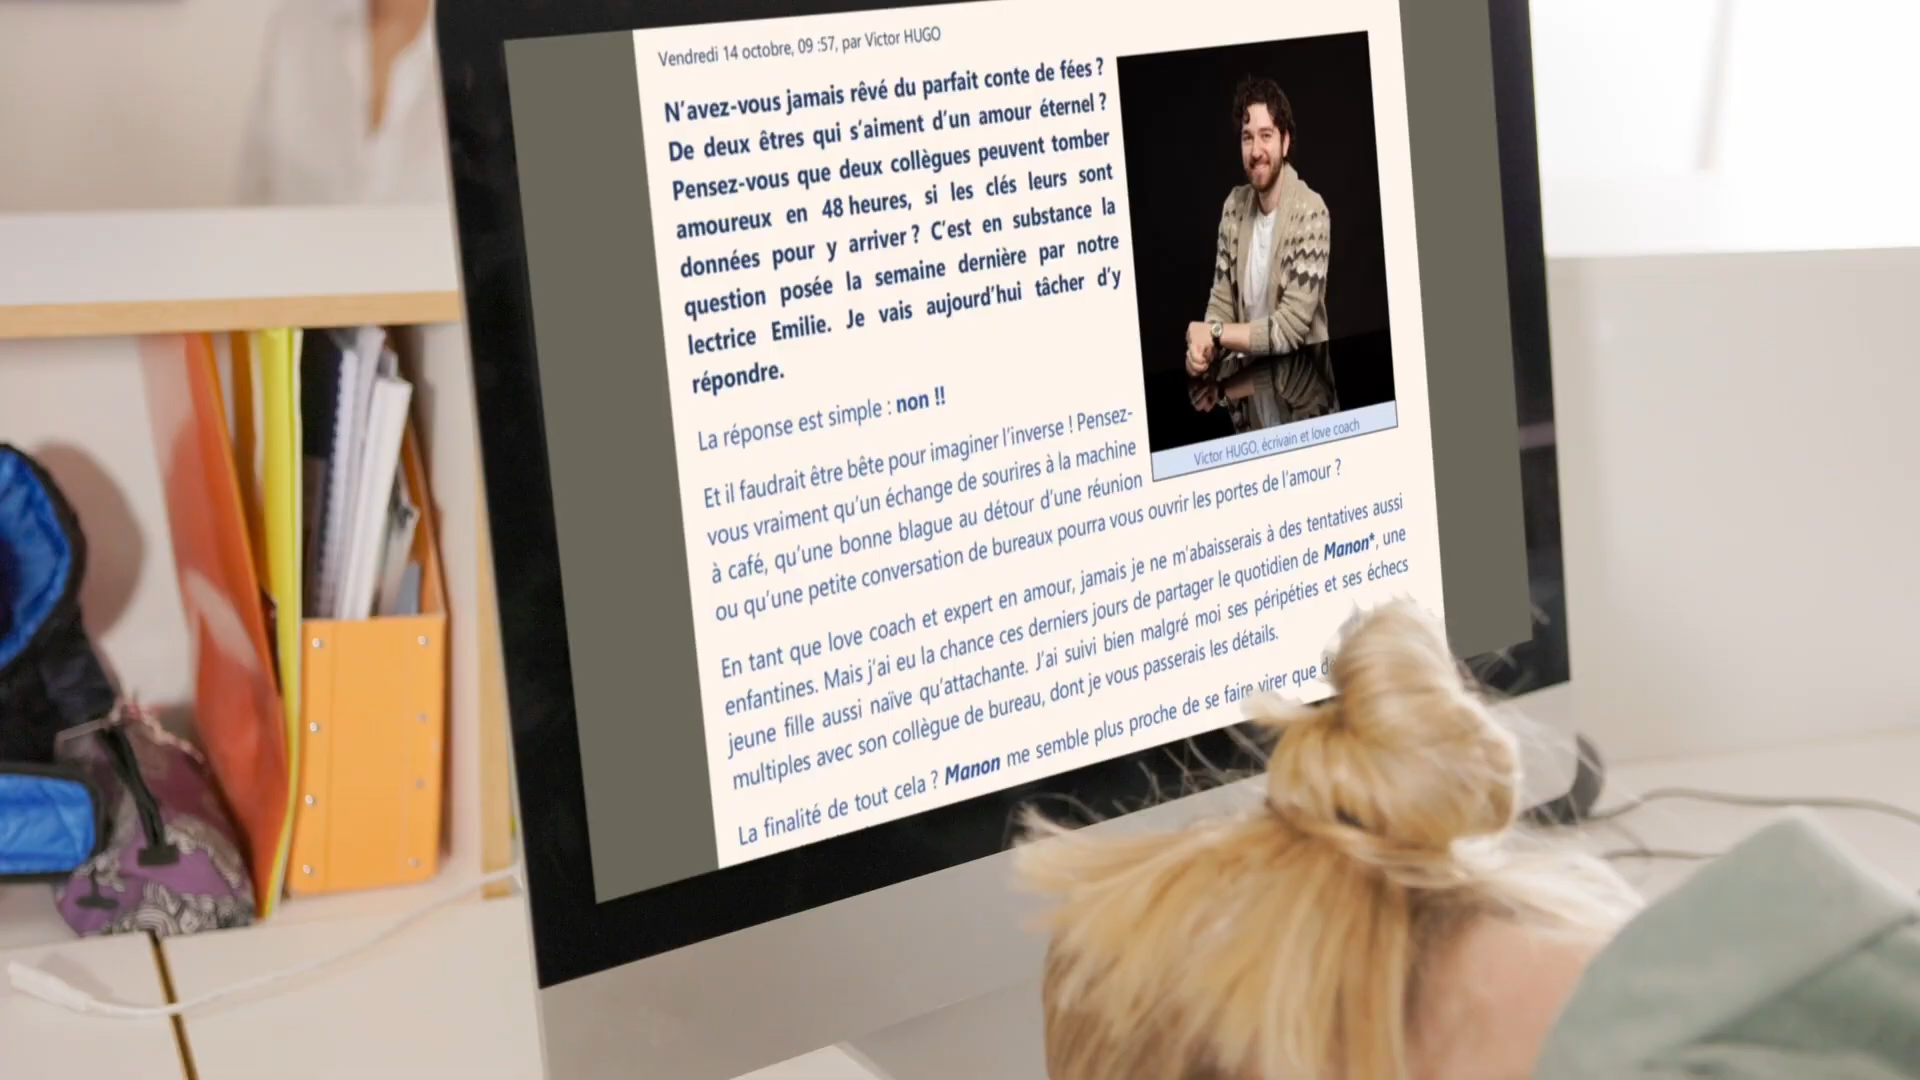 Vendredi 14 octobre, 09 :57, par Victor HUGO
N'avez-vous jamais rêvé du parfait conte de fées ?
De deux êtres qui s'aiment d'un amour éternel ?
Pensez-vous que deux collègues peuvent tomber
amoureux en 48 heures, si les clés leurs sont
données pour y arriver ? C'est en substance la
question posée la semaine dernière par notre
lectrice Emilie. Je vais aujourd'hui tâcher d'y
répondre.
La réponse est simple : non !!
Et il faudrait être bête pour imaginer l'inverse ! Pensez-
vous vraiment qu'un échange de sourires à la machine
à café, qu'une bonne blague au détour d'une réunion
ou qu'une petite conversation de bureaux pourra vous ouvrir les portes de l'amour ?
En tant que love coach et expert en amour, jamais je ne m'abaisserais à des tentatives aussi
enfantines. Mais j'ai eu la chance ces derniers jours de partager le quotidien de Manon*, une
jeune fille aussi naïve qu'attachante. J'ai suivi bien malgré moi ses péripéties et ses échecs
multiples avec son collègue de bureau, dont je vous passerais les détails.
La finalité de tout cela ? Manon me semble plus proche de se faire virer que
Victor HUGO, écrivain et love coach